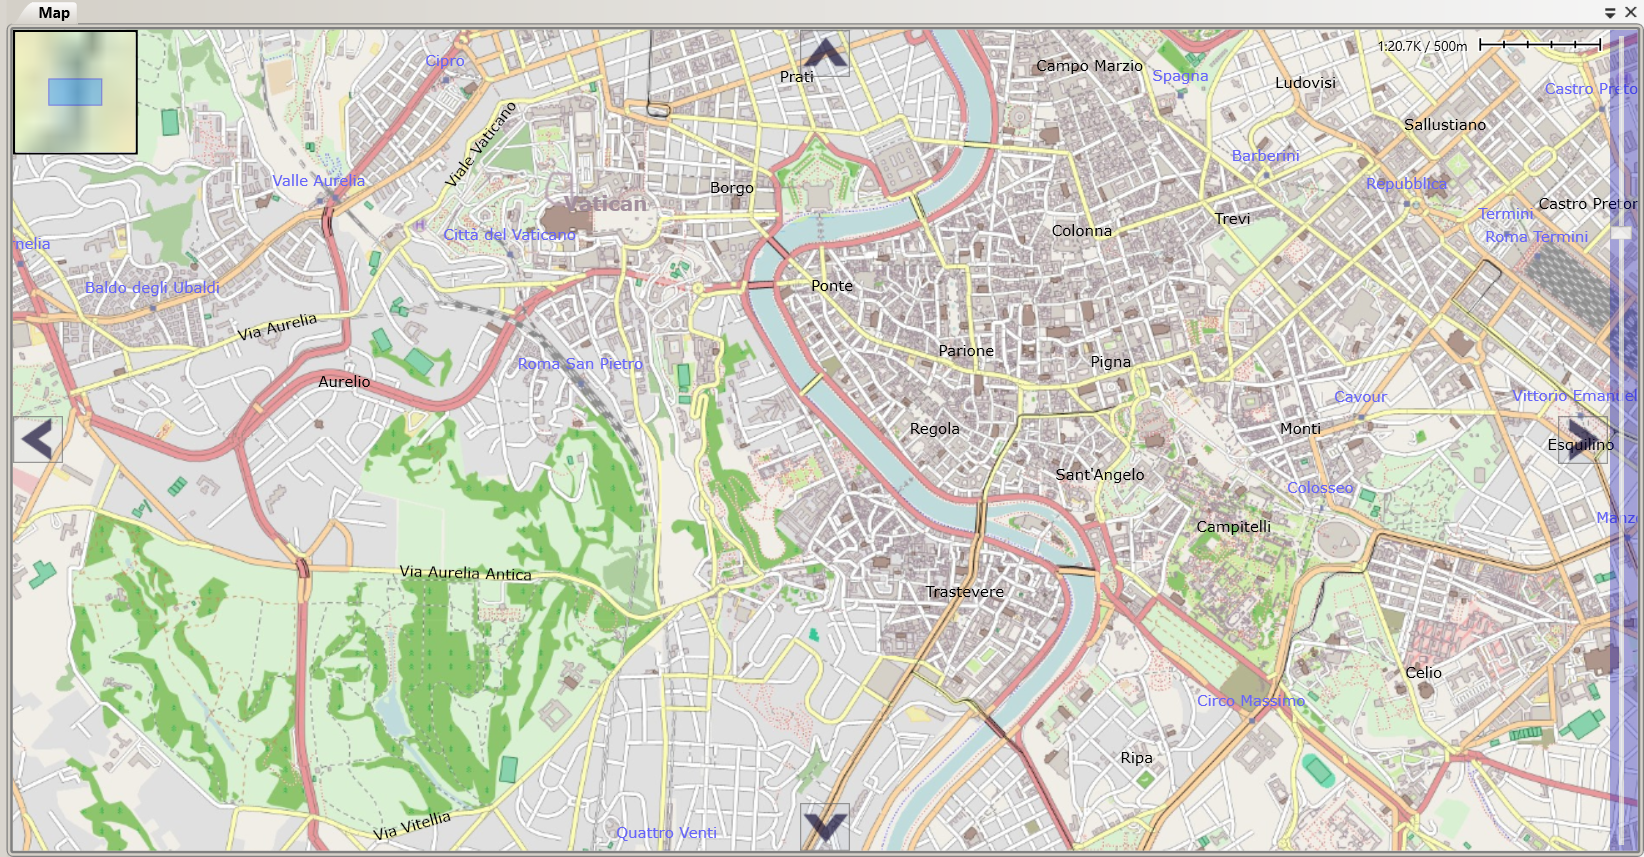 Map
1:20.7K / 500m
Cipro
Prati
Campo Marzio
Spagna
Ludovisi
Castro Preto
Viale Vaticano
Sallustiano
Barberini
Valle Aurelia
Borgo
Repubblica
Vatican
Castro Pretor
Termini
Trevi
Colonna
Città del Vaticano
Roma Termini
nelia
Baldo degli Ubaldi
Ponte
Via Aurelia
Parione
Pigna
Roma San Pietro
Aurelio
Cavour
Vittorio Emanuel
Regola
Monti
Esquilino
Sant'Angelo
Colosseo
Campitelli
Manzo
Via Aurelia Antica
Trastevere
Celio
Circo Massimo
Ripa
Via Vitellia
Quattro Venti